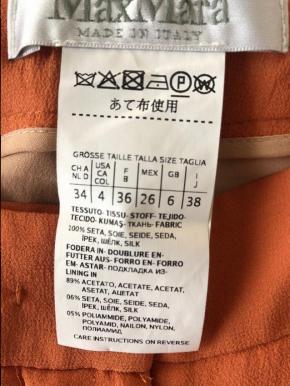 MaxMara
MADE IN ITALY
P W
あて布使用
GRÖSSE TAILLE TALLA SIZE TAGLIA
CH A NL D USA CA COL F B MEX GB I J
34 4 36 26 6 38
TESSUTO-TISSU-STOFF-TEJIDO-
TECIDO-KUMAŞ-ТКАНЬ-FABRIC
100% SETA, SOIE, SEIDE, SEDA,
İPEK, ШЁЛК, SILK
FODERA IN-DOUBLURE EN-
FUTTER AUS-FORRO EN-FORRO
EM-ASTAR-ПОДКЛАДКА ИЗ-
LINING IN
89% ACETATO, ACETATE, ACETAT,
ASETAT, АЦЕТАТ
06% SETA, SOIE, SEIDE, SEDA,
İPEK, ШЁЛК, SILK
05% POLIAMMIDE, POLYAMIDE,
POLYAMID, NAILON, NYLON,
ПОЛИАМИД
CARE INSTRUCTIONS ON REVERSE